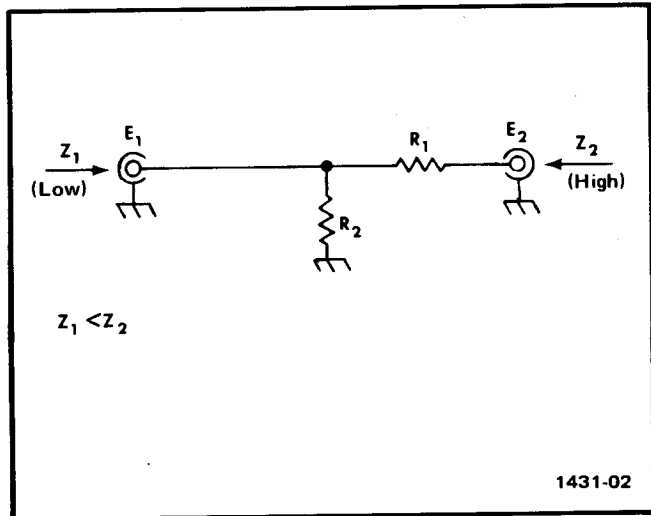 E₁
R₁
E₂
Z₁
(Low)
Z₂
(High)
R₂
Z₁ < Z₂
1431-02